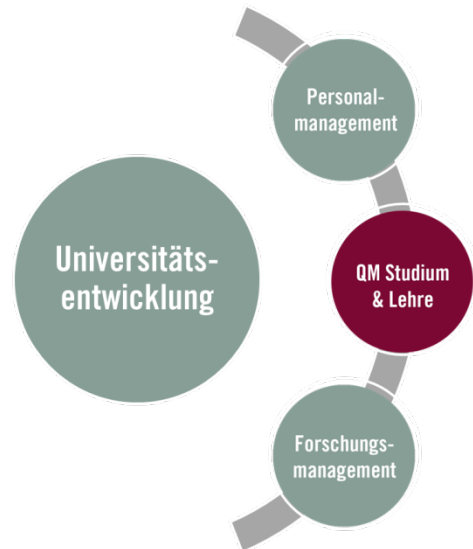 Personal-
management
Universitäts-
entwicklung
QM Studium
& Lehre
Forschungs-
management